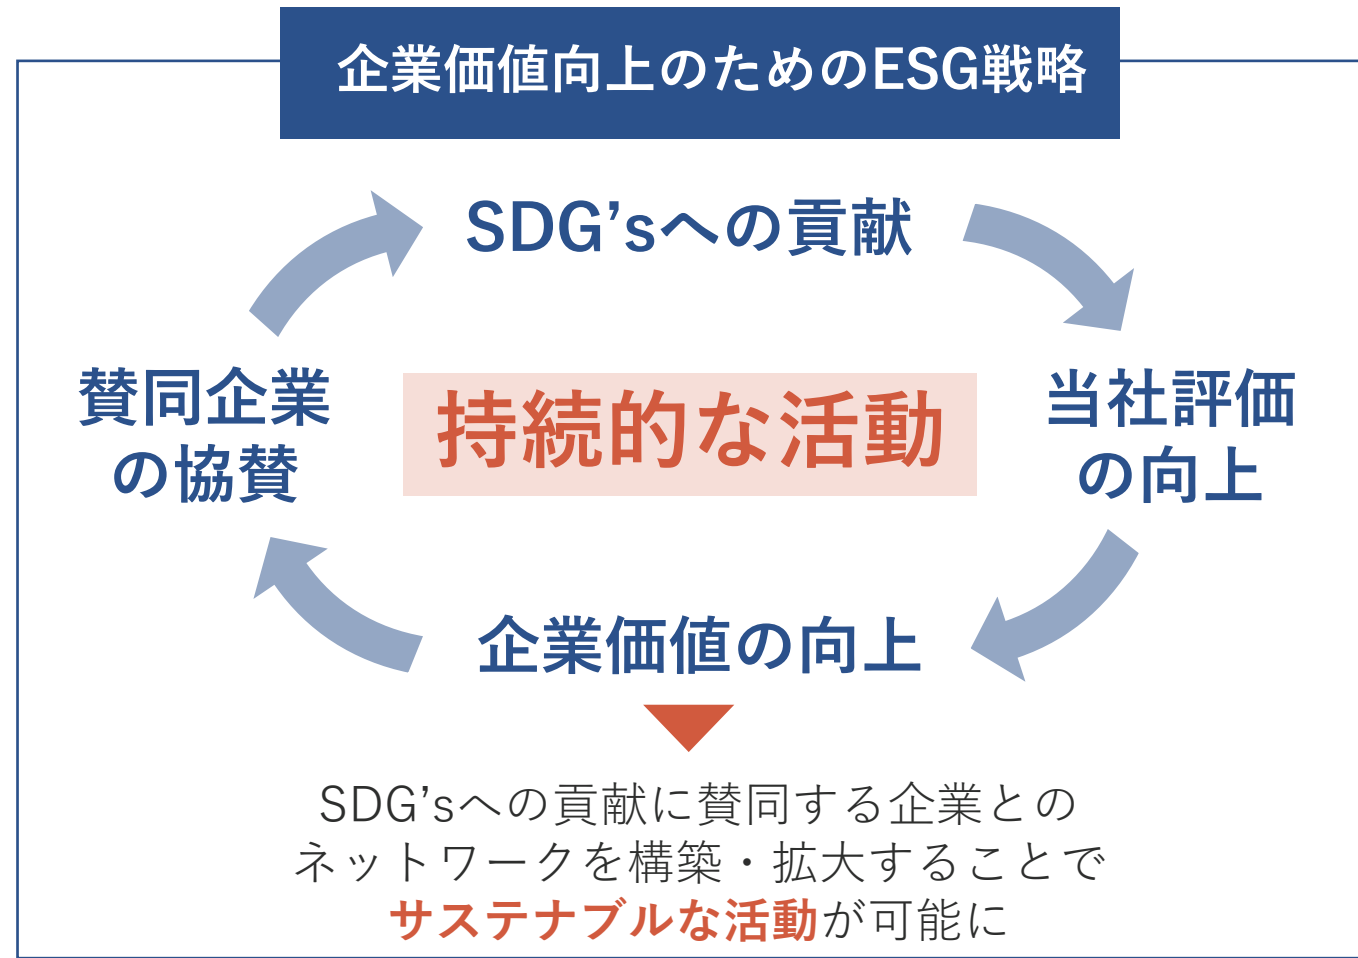 企業価値向上のためのESG戦略
SDG’sへの貢献
賛同企業
の協賛
持続的な活動
当社評価
の向上
企業価値の向上
SDG’sへの貢献に賛同する企業との
ネットワークを構築・拡大することで
サステナブルな活動が可能に